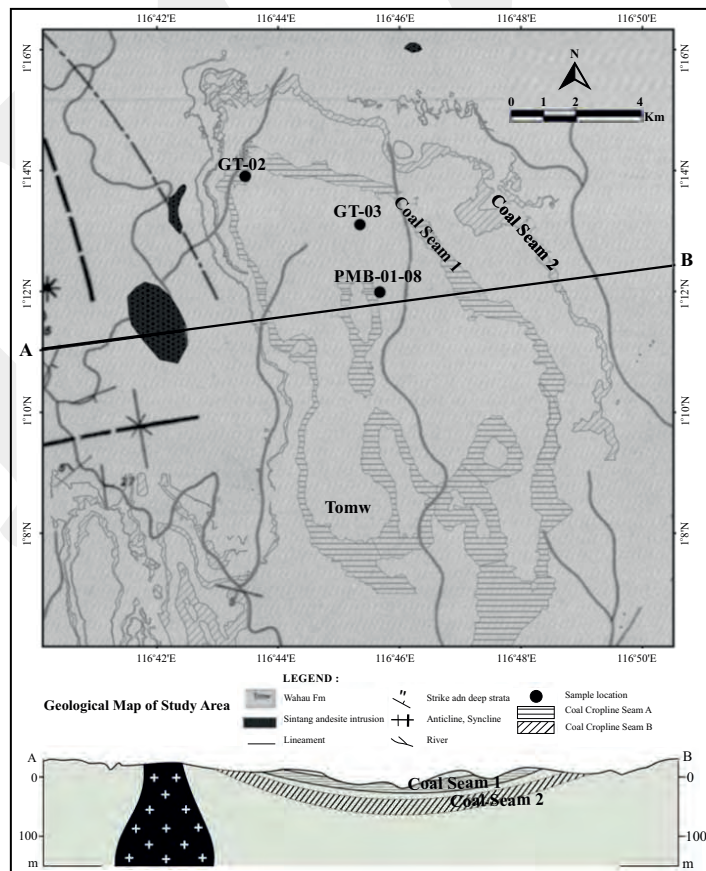 116°42'E 116°44'E 116°46'E 116°48'E 116°50'E
1°16'N 1°16'N
N
0 1 2 4
Km
1°14'N 1°14'N
GT-02
GT-03
Coal Seam 1
Coal Seam 2
B
PMB-01-08
1°12'N 1°12'N
A
1°10'N 1°10'N
27
Tomw
1°8'N 1°8'N
116°42'E 116°44'E 116°46'E 116°48'E 116°50'E
LEGEND :
Geological Map of Study Area
Wahau Fm
Strike adn deep strata
Sample location
Coal Cropline Seam A
Sintang andesite intrusion
Anticline, Syncline
Coal Cropline Seam B
Lineament
River
A B
0 0
Coal Seam 1
Coal Seam 2
100 100
m m